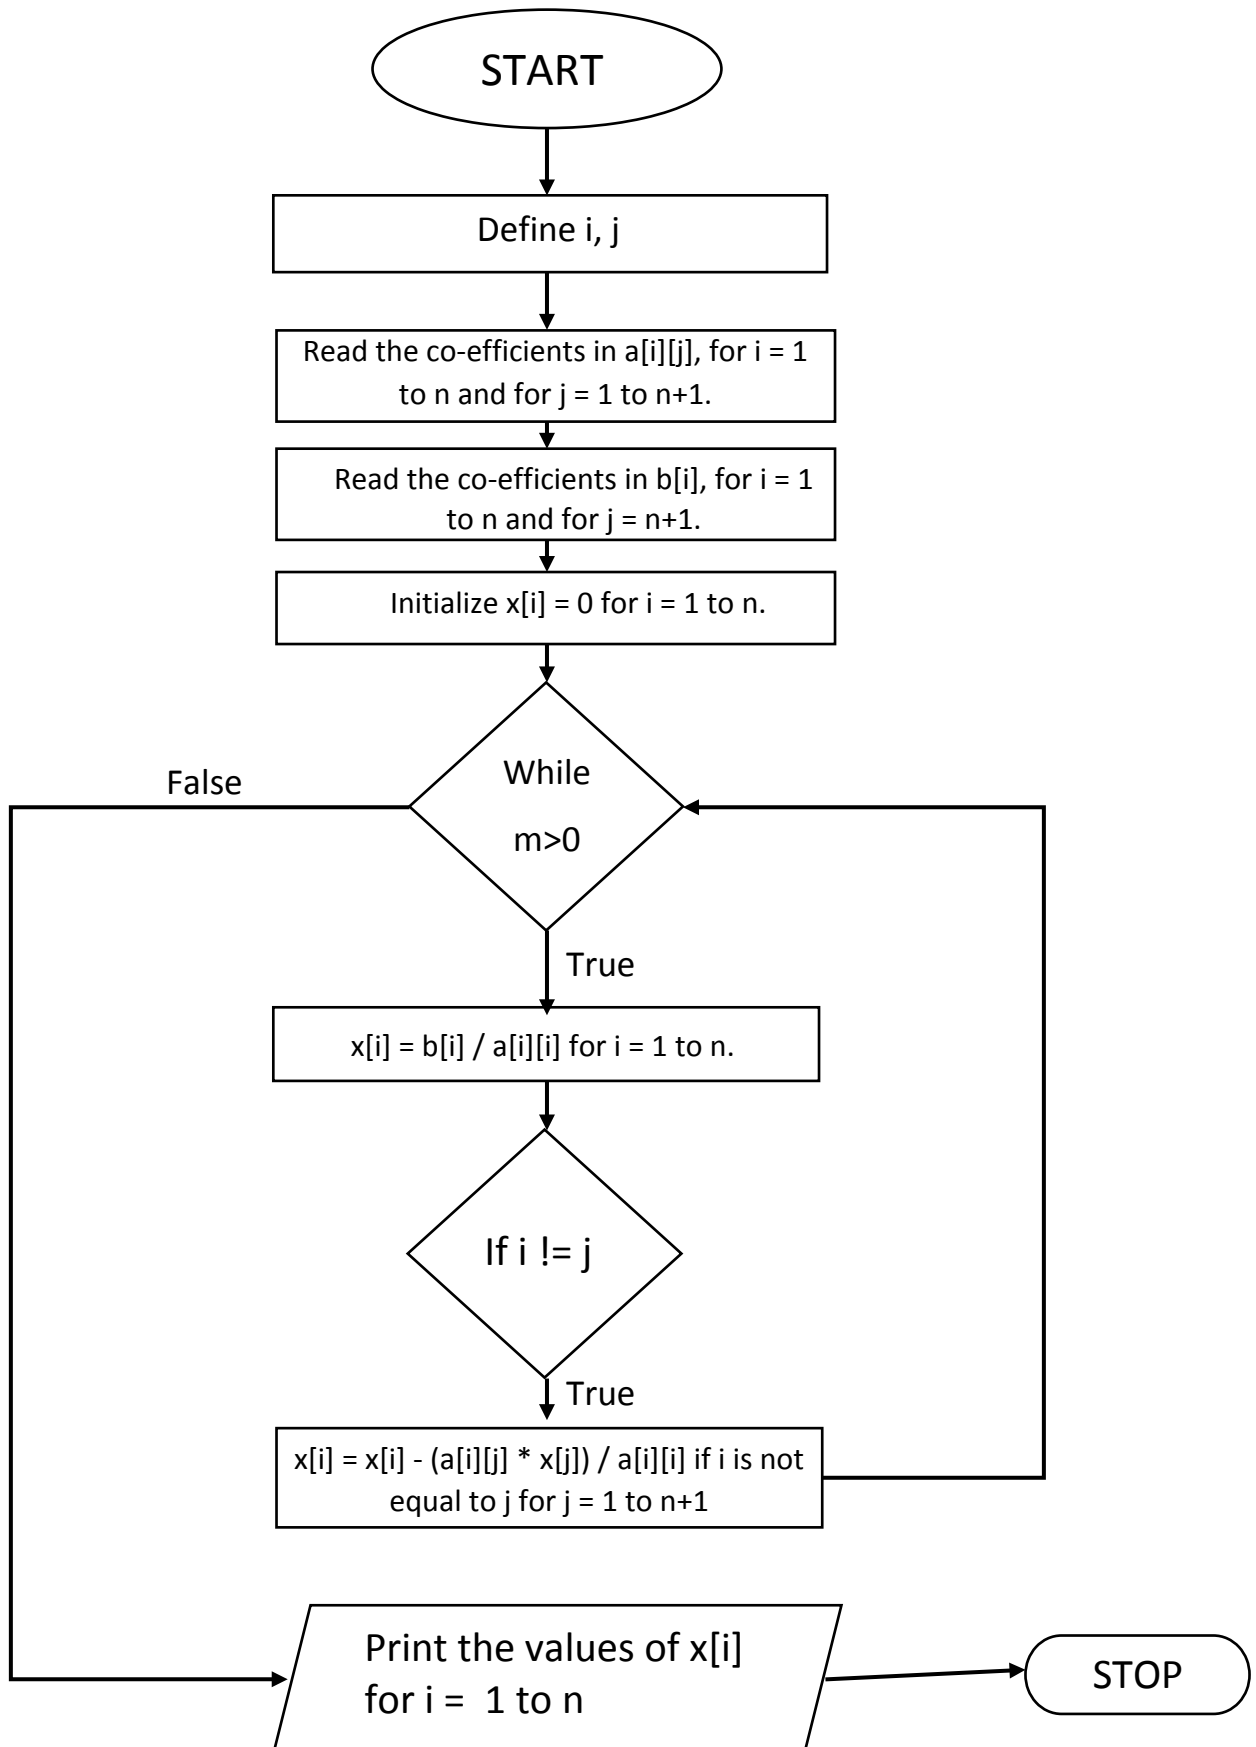 START
Define i, j
Read the co-efficients in a[i][j], for i = 1
to n and for j = 1 to n+1.
Read the co-efficients in b[i], for i = 1
to n and for j = n+1.
Initialize x[i] = 0 for i = 1 to n.
While
m>0
False
True
x[i] = b[i] / a[i][i] for i = 1 to n.
If i != j
True
x[i] = x[i] - (a[i][j] * x[j]) / a[i][i] if i is not
equal to j for j = 1 to n+1
Print the values of x[i]
for i =  1 to n
STOP